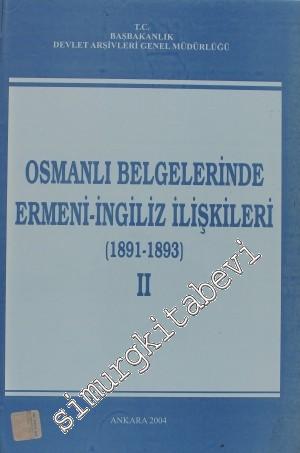 T.C.
BAŞBAKANLIK
DEVLET ARŞİVLERİ GENEL MÜDÜRLÜĞÜ
OSMANLI BELGELERİNDE
ERMENİ-İNGİLİZ İLİŞKİLERİ
(1891-1893)
II
simurgkitabevi.com
ANKARA 2004